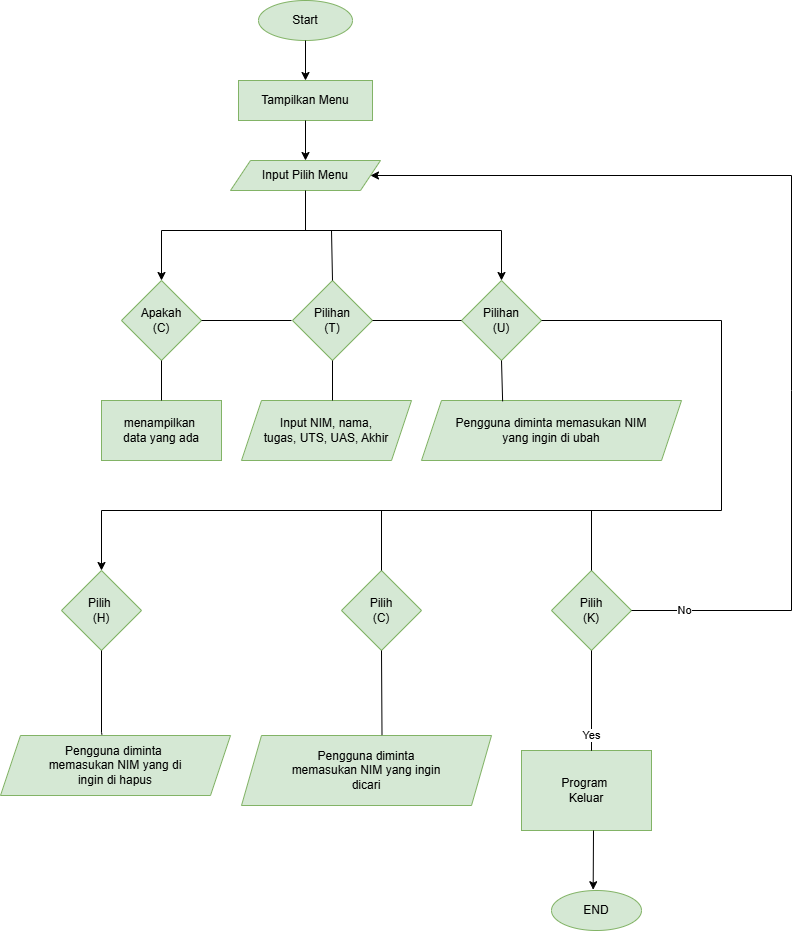 Start
Tampilkan Menu
Input Pilih Menu
Apakah
(C)
Pilihan
(T)
Pilihan
(U)
menampilkan
data yang ada
Input NIM, nama,
tugas, UTS, UAS, Akhir
Pengguna diminta memasukan NIM
yang ingin di ubah
Pilih
(H)
Pilih
(C)
Pilih
(K)
No
Yes
Pengguna diminta
memasukan NIM yang di
ingin di hapus
Pengguna diminta
memasukan NIM yang ingin
dicari
Program
Keluar
END